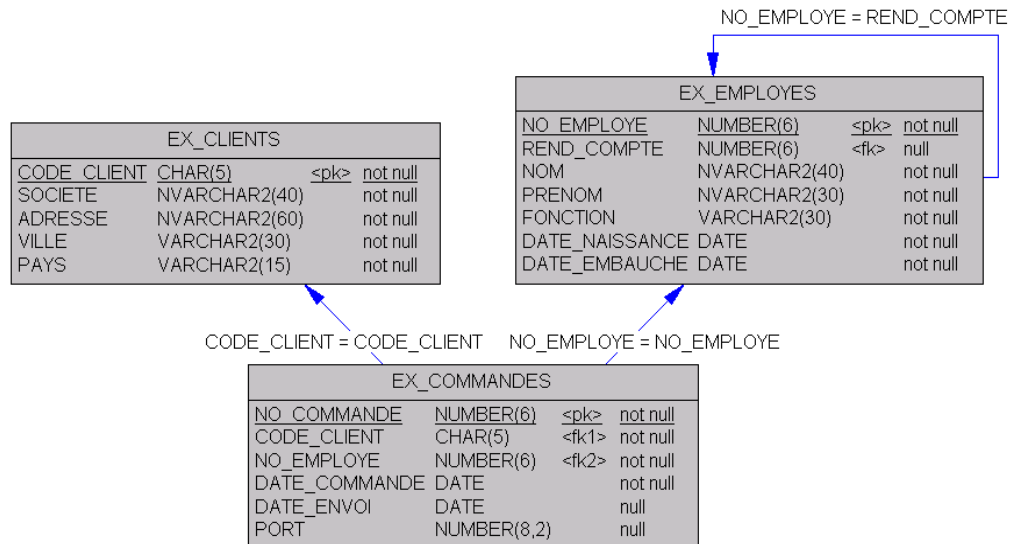 NO_EMPLOYE = REND_COMPTE
EX_EMPLOYES
NO_EMPLOYE NUMBER(6) <pk> not null
REND_COMPTE NUMBER(6) <fk> null
NOM NVARCHAR2(40) not null
PRENOM NVARCHAR2(30) not null
FONCTION VARCHAR2(30) not null
DATE_NAISSANCE DATE not null
DATE_EMBAUCHE DATE not null
EX_CLIENTS
CODE_CLIENT CHAR(5) <pk> not null
SOCIETE NVARCHAR2(40) not null
ADRESSE NVARCHAR2(60) not null
VILLE VARCHAR2(30) not null
PAYS VARCHAR2(15) not null
CODE_CLIENT = CODE_CLIENT
NO_EMPLOYE = NO_EMPLOYE
EX_COMMANDES
NO_COMMANDE NUMBER(6) <pk> not null
CODE_CLIENT CHAR(5) <fk1> not null
NO_EMPLOYE NUMBER(6) <fk2> not null
DATE_COMMANDE DATE not null
DATE_ENVOI DATE null
PORT NUMBER(8,2) null